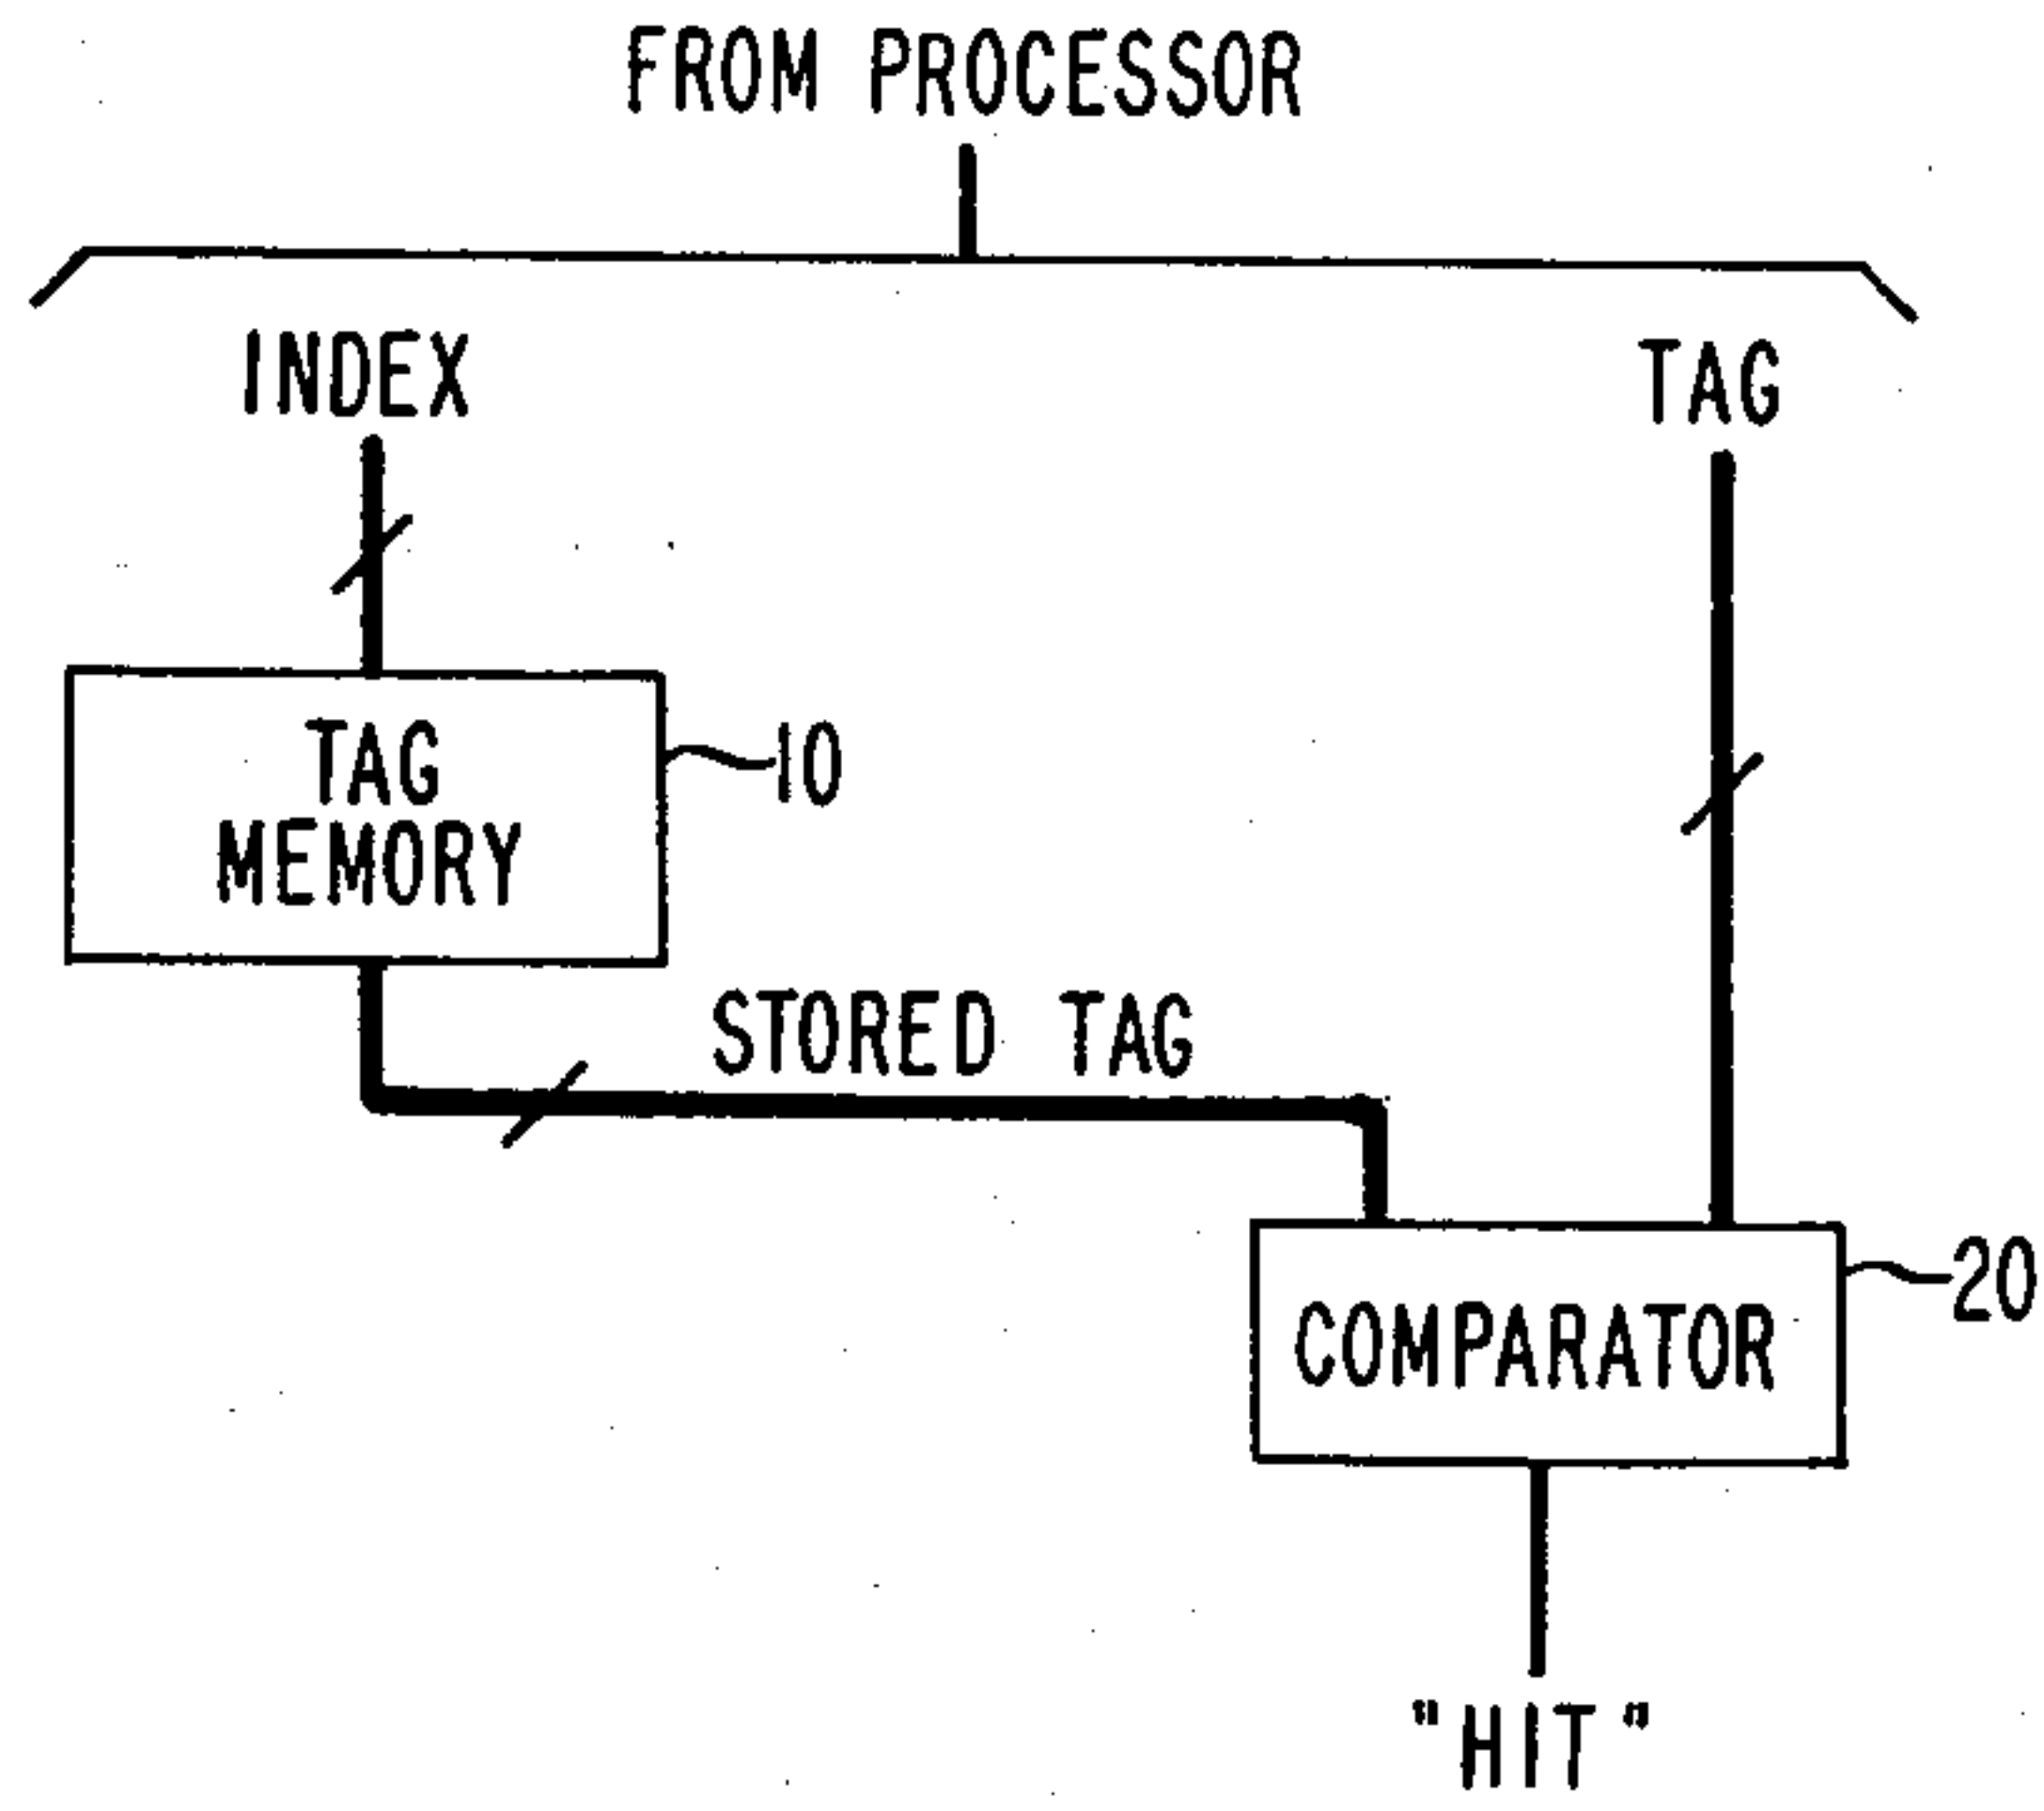 FROM PROCESSOR
INDEX
TAG
TAG
MEMORY
10
STORED TAG
COMPARATOR
20
"HIT"